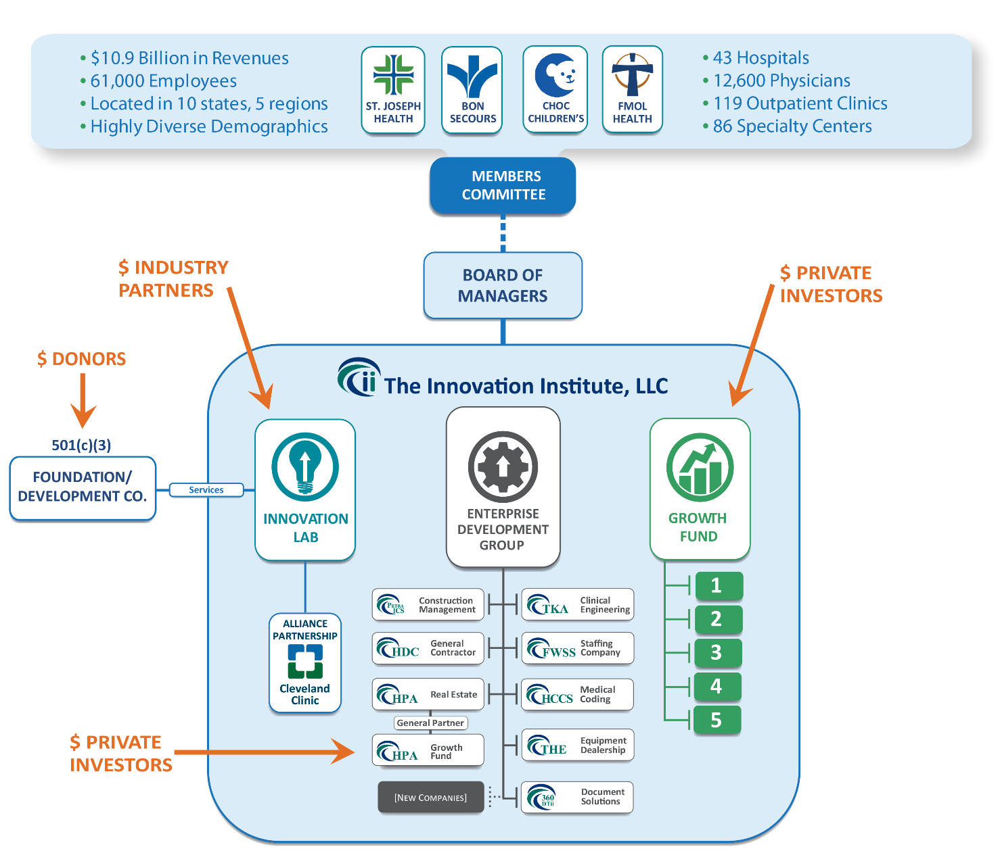 • $10.9 Billion in Revenues
• 61,000 Employees
• Located in 10 states, 5 regions
• Highly Diverse Demographics
ST. JOSEPH
HEALTH
BON
SECOURS
CHOC
CHILDREN'S
FMOL
HEALTH
• 43 Hospitals
• 12,600 Physicians
• 119 Outpatient Clinics
• 86 Specialty Centers
MEMBERS
COMMITTEE
BOARD OF
MANAGERS
$ INDUSTRY
PARTNERS
$ PRIVATE
INVESTORS
$ DONORS
501(c)(3)
FOUNDATION/
DEVELOPMENT CO.
Services
ii The Innovation Institute, LLC
INNOVATION
LAB
ENTERPRISE
DEVELOPMENT
GROUP
GROWTH
FUND
ALLIANCE
PARTNERSHIP
Cleveland
Clinic
PETRA
ICS
Construction
Management
TKA
Clinical
Engineering
HDC
General
Contractor
FWSS
Staffing
Company
HPA
Real Estate
HCCS
Medical
Coding
General Partner
HPA
Growth
Fund
THE
Equipment
Dealership
[NEW COMPANIES]
360
DTii
Document
Solutions
1
2
3
4
5
$ PRIVATE
INVESTORS